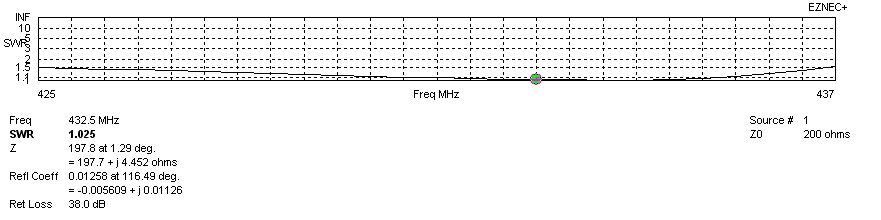 EZNEC+
INF
10
5
SWR
3
2
1.5
1.1
425
Freq MHz
437
Freq 432.5 MHz
Source # 1
SWR 1.025
Z0 200 ohms
Z 197.8 at 1.29 deg.
= 197.7 + j 4.452 ohms
Refl Coeff 0.01258 at 116.49 deg.
= -0.005609 + j 0.01126
Ret Loss 38.0 dB